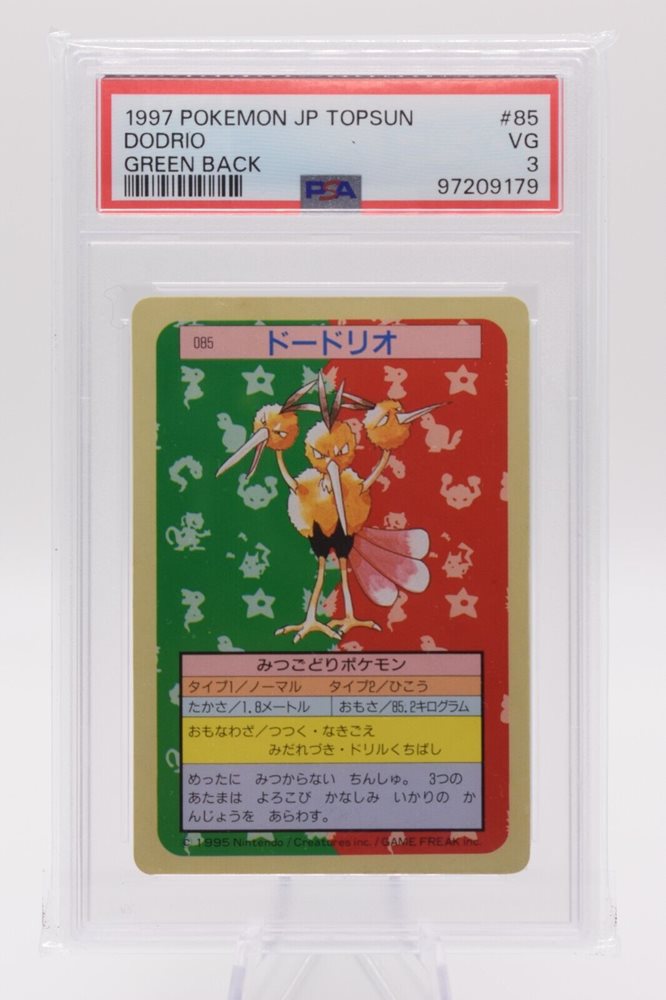 1997 POKEMON JP TOPSUN #85
DODRIO VG
GREEN BACK 3
PSA 97209179
085 ドードリオ
みつごどりポケモン
タイプ1/ノーマル タイプ2/ひこう
たかさ/1.8メートル おもさ/85.2キログラム
おもなわざ/つつく・なきごえ
みだれづき・ドリルくちばし
めったに みつからない ちんしゅ。 3つの
あたまは よろこび かなしみ いかりの か
んじょうを あらわす。
© 1995 Nintendo / Creatures inc. / GAME FREAK inc.